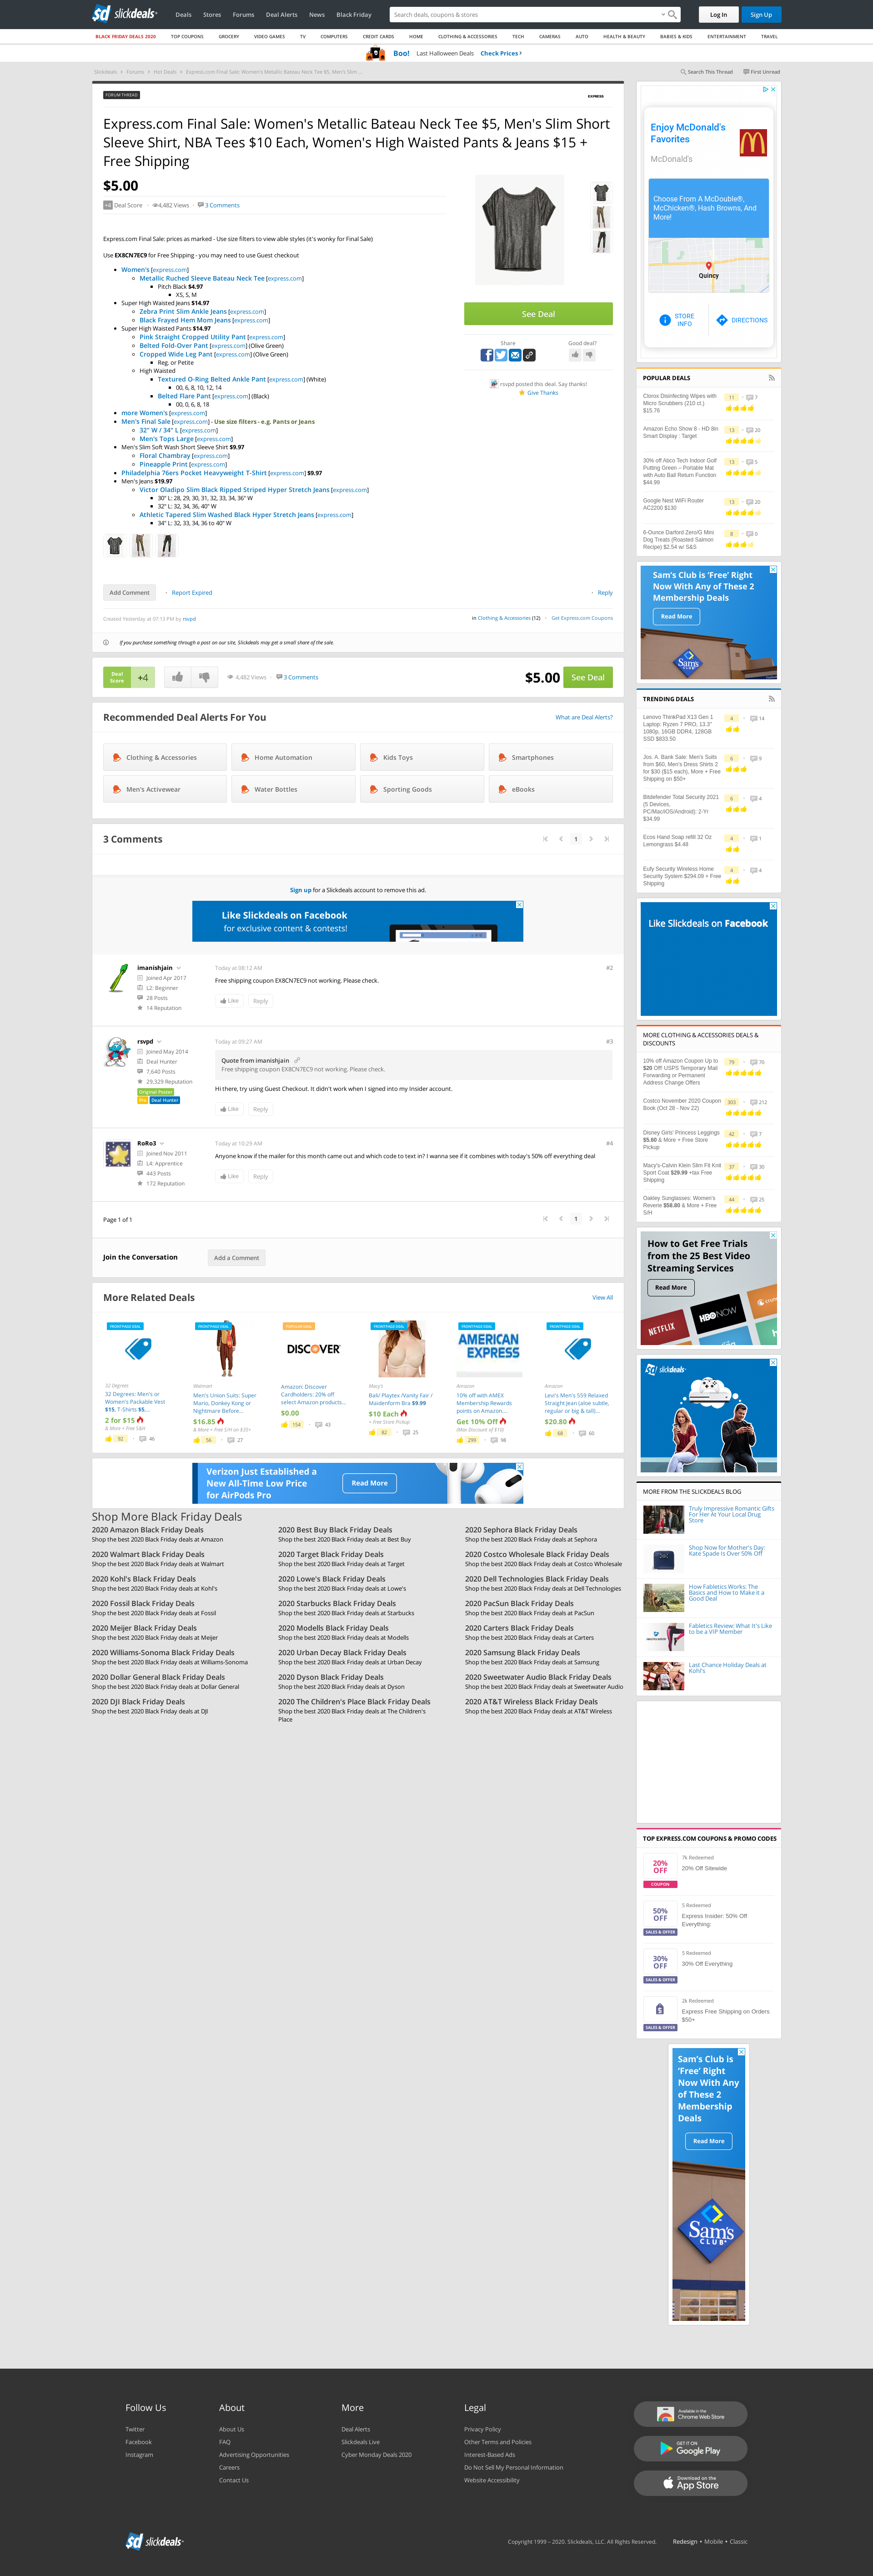 slickdeals
Deals Stores Forums Deal Alerts News Black Friday
Search deals, coupons & stores
Log In Sign Up
BLACK FRIDAY DEALS 2020 TOP COUPONS GROCERY VIDEO GAMES TV COMPUTERS CREDIT CARDS HOME CLOTHING & ACCESSORIES TECH CAMERAS AUTO HEALTH & BEAUTY BABIES & KIDS ENTERTAINMENT TRAVEL
Boo! Last Halloween Deals Check Prices ›
Slickdeals > Forums > Hot Deals > Express.com Final Sale: Women's Metallic Bateau Neck Tee $5, Men's Slim ...
Search This Thread First Unread
FORUM THREAD
EXPRESS
Express.com Final Sale: Women's Metallic Bateau Neck Tee $5, Men's Slim Short
Sleeve Shirt, NBA Tees $10 Each, Women's High Waisted Pants & Jeans $15 +
Free Shipping
$5.00
+4 Deal Score · 4,482 Views · 3 Comments
Express.com Final Sale: prices as marked - Use size filters to view able styles (it's wonky for Final Sale)
Use EX8CN7EC9 for Free Shipping - you may need to use Guest checkout
Women's [express.com]
Metallic Ruched Sleeve Bateau Neck Tee [express.com]
Pitch Black $4.97
XS, S, M
Super High Waisted Jeans $14.97
Zebra Print Slim Ankle Jeans [express.com]
Black Frayed Hem Mom Jeans [express.com]
Super High Waisted Pants $14.97
Pink Straight Cropped Utility Pant [express.com]
Belted Fold-Over Pant [express.com] (Olive Green)
Cropped Wide Leg Pant [express.com] (Olive Green)
Reg. or Petite
High Waisted
Textured O-Ring Belted Ankle Pant [express.com] (White)
00, 6, 8, 10, 12, 14
Belted Flare Pant [express.com] (Black)
00, 0, 6, 8, 18
more Women's [express.com]
Men's Final Sale [express.com] - Use size filters - e.g. Pants or Jeans
32" W / 34" L [express.com]
Men's Tops Large [express.com]
Men's Slim Soft Wash Short Sleeve Shirt $9.97
Floral Chambray [express.com]
Pineapple Print [express.com]
Philadelphia 76ers Pocket Heavyweight T-Shirt [express.com] $9.97
Men's Jeans $19.97
Victor Oladipo Slim Black Ripped Striped Hyper Stretch Jeans [express.com]
30" L: 28, 29, 30, 31, 32, 33, 34, 36" W
32" L: 32, 34, 36, 40" W
Athletic Tapered Slim Washed Black Hyper Stretch Jeans [express.com]
34" L: 32, 33, 34, 36 to 40" W
See Deal
Share Good deal?
rsvpd posted this deal. Say thanks!
Give Thanks
Add Comment · Report Expired · Reply
Created Yesterday at 07:13 PM by rsvpd
in Clothing & Accessories (12) · Get Express.com Coupons
If you purchase something through a post on our site, Slickdeals may get a small share of the sale.
Deal Score +4
4,482 Views · 3 Comments
$5.00 See Deal
Recommended Deal Alerts For You
What are Deal Alerts?
Clothing & Accessories Home Automation Kids Toys Smartphones
Men's Activewear Water Bottles Sporting Goods eBooks
3 Comments
1
Sign up for a Slickdeals account to remove this ad.
Like Slickdeals on Facebook
for exclusive content & contests!
imanishjain
Joined Apr 2017
L2: Beginner
28 Posts
14 Reputation
Today at 08:12 AM #2
Free shipping coupon EX8CN7EC9 not working. Please check.
Like Reply
rsvpd
Joined May 2014
Deal Hunter
7,640 Posts
29,329 Reputation
Original Poster
Pro Deal Hunter
Today at 09:27 AM #3
Quote from imanishjain
Free shipping coupon EX8CN7EC9 not working. Please check.
Hi there, try using Guest Checkout. It didn't work when I signed into my Insider account.
Like Reply
RoRo3
Joined Nov 2011
L4: Apprentice
443 Posts
172 Reputation
Today at 10:29 AM #4
Anyone know if the mailer for this month came out and which code to text in? I wanna see if it combines with today's 50% off everything deal
Like Reply
Page 1 of 1
1
Join the Conversation Add a Comment
More Related Deals View All
FRONTPAGE DEAL
32 Degrees
32 Degrees: Men's or
Women's Packable Vest
$15, T-Shirts $5,...
2 for $15
& More + Free S&H
92 · 46
FRONTPAGE DEAL
Walmart
Men's Union Suits: Super
Mario, Donkey Kong or
Nightmare Before...
$16.85
& More + Free S/H on $35+
56 · 27
POPULAR DEAL
DISCOVER
Amazon: Discover
Cardholders: 20% off
select Amazon products...
$0.00
154 · 43
FRONTPAGE DEAL
Macy's
Bali/ Playtex /Vanity Fair /
Maidenform Bra $9.99
$10 Each
+ Free Store Pickup
82 · 25
FRONTPAGE DEAL
AMERICAN EXPRESS
Amazon
10% off with AMEX
Membership Rewards
points on Amazon....
Get 10% Off
(Max Discount of $10)
299 · 98
FRONTPAGE DEAL
Amazon
Levi's Men's 559 Relaxed
Straight Jean (aloe subtle,
regular or big & tall)...
$20.80
68 · 60
Verizon Just Established a
New All-Time Low Price
for AirPods Pro
Read More
Shop More Black Friday Deals
2020 Amazon Black Friday Deals
Shop the best 2020 Black Friday deals at Amazon
2020 Best Buy Black Friday Deals
Shop the best 2020 Black Friday deals at Best Buy
2020 Sephora Black Friday Deals
Shop the best 2020 Black Friday deals at Sephora
2020 Walmart Black Friday Deals
Shop the best 2020 Black Friday deals at Walmart
2020 Target Black Friday Deals
Shop the best 2020 Black Friday deals at Target
2020 Costco Wholesale Black Friday Deals
Shop the best 2020 Black Friday deals at Costco Wholesale
2020 Kohl's Black Friday Deals
Shop the best 2020 Black Friday deals at Kohl's
2020 Lowe's Black Friday Deals
Shop the best 2020 Black Friday deals at Lowe's
2020 Dell Technologies Black Friday Deals
Shop the best 2020 Black Friday deals at Dell Technologies
2020 Fossil Black Friday Deals
Shop the best 2020 Black Friday deals at Fossil
2020 Starbucks Black Friday Deals
Shop the best 2020 Black Friday deals at Starbucks
2020 PacSun Black Friday Deals
Shop the best 2020 Black Friday deals at PacSun
2020 Meijer Black Friday Deals
Shop the best 2020 Black Friday deals at Meijer
2020 Modells Black Friday Deals
Shop the best 2020 Black Friday deals at Modells
2020 Carters Black Friday Deals
Shop the best 2020 Black Friday deals at Carters
2020 Williams-Sonoma Black Friday Deals
Shop the best 2020 Black Friday deals at Williams-Sonoma
2020 Urban Decay Black Friday Deals
Shop the best 2020 Black Friday deals at Urban Decay
2020 Samsung Black Friday Deals
Shop the best 2020 Black Friday deals at Samsung
2020 Dollar General Black Friday Deals
Shop the best 2020 Black Friday deals at Dollar General
2020 Dyson Black Friday Deals
Shop the best 2020 Black Friday deals at Dyson
2020 Sweetwater Audio Black Friday Deals
Shop the best 2020 Black Friday deals at Sweetwater Audio
2020 DJI Black Friday Deals
Shop the best 2020 Black Friday deals at DJI
2020 The Children's Place Black Friday Deals
Shop the best 2020 Black Friday deals at The Children's
Place
2020 AT&T Wireless Black Friday Deals
Shop the best 2020 Black Friday deals at AT&T Wireless
Enjoy McDonald's
Favorites
McDonald's
Choose From A McDouble®,
McChicken®, Hash Browns, And
More!
Quincy
STORE
INFO
DIRECTIONS
POPULAR DEALS
Clorox Disinfecting Wipes with
Micro Scrubbers (210 ct.)
$15.76
11 · 7
Amazon Echo Show 8 - HD 8in
Smart Display : Target
13 · 20
30% off Abco Tech Indoor Golf
Putting Green – Portable Mat
with Auto Ball Return Function
$44.99
13 · 5
Google Nest WiFi Router
AC2200 $130
13 · 20
6-Ounce Darford Zero/G Mini
Dog Treats (Roasted Salmon
Recipe) $2.54 w/ S&S
8 · 0
Sam's Club is 'Free' Right
Now With Any of These 2
Membership Deals
Read More
Sam's
CLUB
TRENDING DEALS
Lenovo ThinkPad X13 Gen 1
Laptop: Ryzen 7 PRO, 13.3"
1080p, 16GB DDR4, 128GB
SSD $833.50
4 · 14
Jos. A. Bank Sale: Men's Suits
from $60, Men's Dress Shirts 2
for $30 ($15 each), More + Free
Shipping on $50+
6 · 9
Bitdefender Total Security 2021
(5 Devices,
PC/Mac/iOS/Android): 2-Yr
$34.99
6 · 4
Ecos Hand Soap refill 32 Oz
Lemongrass $4.48
4 · 1
Eufy Security Wireless Home
Security System $294.09 + Free
Shipping
4 · 4
Like Slickdeals on Facebook
MORE CLOTHING & ACCESSORIES DEALS &
DISCOUNTS
10% off Amazon Coupon Up to
$20 Off! USPS Temporary Mail
Forwarding or Permanent
Address Change Offers
79 · 70
Costco November 2020 Coupon
Book (Oct 28 - Nov 22)
303 · 212
Disney Girls' Princess Leggings
$5.60 & More + Free Store
Pickup
42 · 7
Macy's-Calvin Klein Slim Fit Knit
Sport Coat $29.99 +tax Free
Shipping
37 · 30
Oakley Sunglasses: Women's
Reverie $58.80 & More + Free
S/H
44 · 25
How to Get Free Trials
from the 25 Best Video
Streaming Services
Read More
NETFLIX HBO NOW
slickdeals
MORE FROM THE SLICKDEALS BLOG
Truly Impressive Romantic Gifts
For Her At Your Local Drug
Store
Shop Now for Mother's Day:
Kate Spade Is Over 50% Off
How Fabletics Works: The
Basics and How to Make it a
Good Deal
Fabletics Review: What It's Like
to be a VIP Member
Last Chance Holiday Deals at
Kohl's
TOP EXPRESS.COM COUPONS & PROMO CODES
20%
OFF
COUPON
7k Redeemed
20% Off Sitewide
50%
OFF
SALES & OFFER
5 Redeemed
Express Insider: 50% Off
Everything:
30%
OFF
SALES & OFFER
5 Redeemed
30% Off Everything
SALES & OFFER
2k Redeemed
Express Free Shipping on Orders
$50+
Sam's Club is
'Free' Right
Now With Any
of These 2
Membership
Deals
Read More
Sam's
CLUB
Follow Us
Twitter
Facebook
Instagram
About
About Us
FAQ
Advertising Opportunities
Careers
Contact Us
More
Deal Alerts
Slickdeals Live
Cyber Monday Deals 2020
Legal
Privacy Policy
Other Terms and Policies
Interest-Based Ads
Do Not Sell My Personal Information
Website Accessibility
Available in the
Chrome Web Store
GET IT ON
Google Play
Download on the
App Store
slickdeals
Copyright 1999 – 2020. Slickdeals, LLC. All Rights Reserved. Redesign • Mobile • Classic